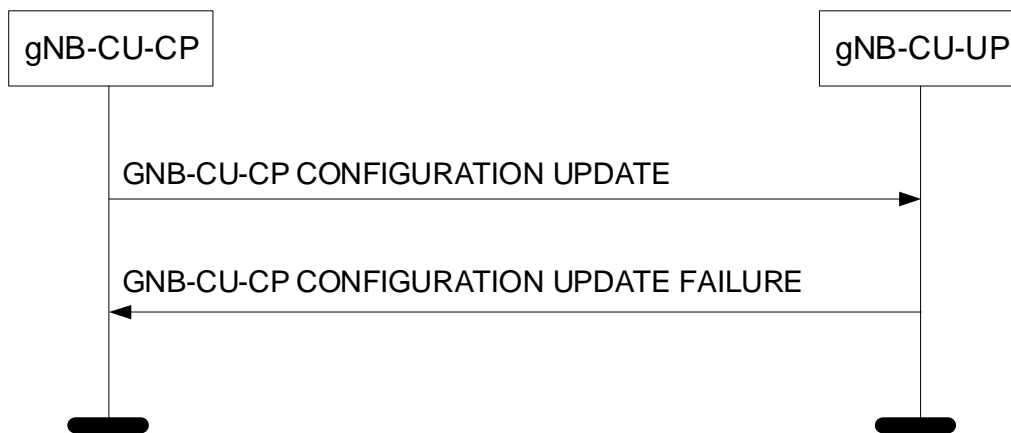 gNB-CU-CP
gNB-CU-UP
GNB-CU-CP CONFIGURATION UPDATE
GNB-CU-CP CONFIGURATION UPDATE FAILURE